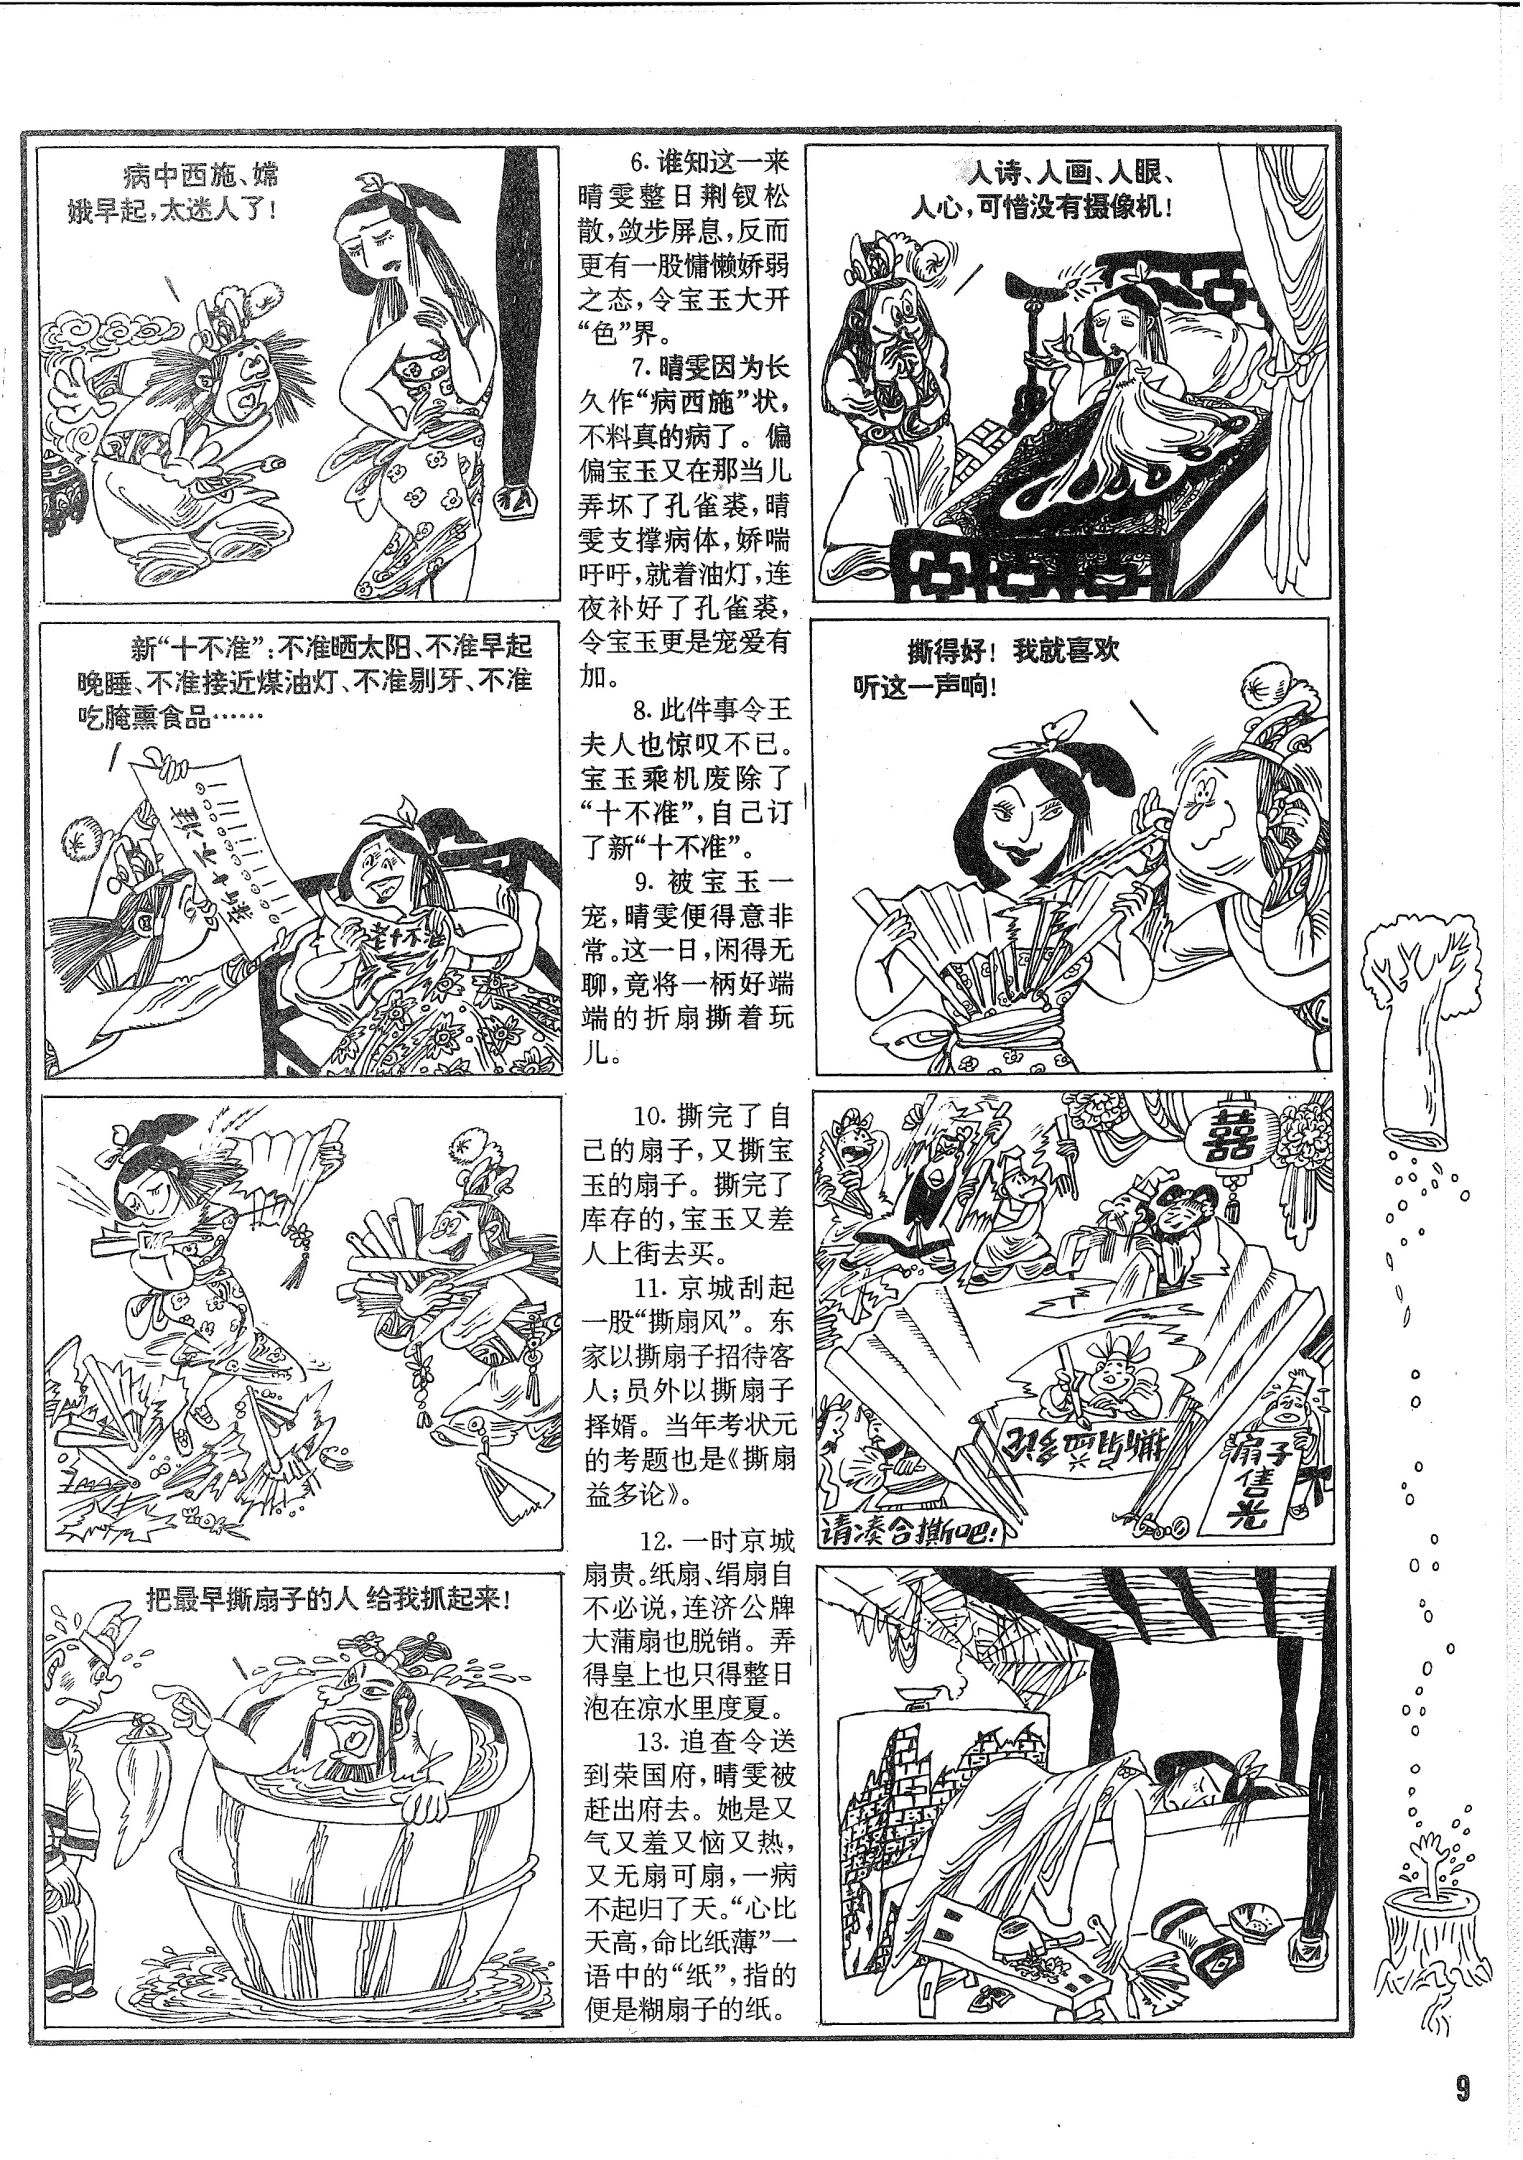 病中西施、嫦
娥早起，太迷人了！
6. 谁知这一来
晴雯整日荆钗松
散，敛步屏息，反而
更有一股慵懒娇弱
之态，令宝玉大开
“色”界。
7. 晴雯因为长
久作“病西施”状，
不料真的病了。偏
偏宝玉又在那当儿
弄坏了孔雀裘，晴
雯支撑病体，娇喘
吁吁，就着油灯，连
夜补好了孔雀裘，
令宝玉更是宠爱有
加。
人诗、人画、人眼、
人心，可惜没有摄像机！
新“十不准”：不准晒太阳、不准早起
晚睡、不准接近煤油灯、不准剔牙、不准
吃腌熏食品……
新十不准
老十不准
8. 此件事令王
夫人也惊叹不已。
宝玉乘机废除了
“十不准”，自己订
了新“十不准”。
9. 被宝玉一
宠，晴雯便得意非
常。这一日，闲得无
聊，竟将一柄好端
端的折扇撕着玩
儿。
撕得好！我就喜欢
听这一声响！
10. 撕完了自
己的扇子，又撕宝
玉的扇子。撕完了
库存的，宝玉又差
人上街去买。
11. 京城刮起
一股“撕扇风”。东
家以撕扇子招待客
人；员外以撕扇子
择婿。当年考状元
的考题也是《撕扇
益多论》。
囍
撕扇益多论
扇子
售光
请凑合撕吧！
把最早撕扇子的人给我抓起来！
12. 一时京城
扇贵。纸扇、绢扇自
不必说，连济公牌
大蒲扇也脱销。弄
得皇上也只得整日
泡在凉水里度夏。
13. 追查令送
到荣国府，晴雯被
赶出府去。她是又
气又羞又恼又热，
又无扇可扇，一病
不起归了天。“心比
天高，命比纸薄”一
语中的“纸”，指的
便是糊扇子的纸。
9